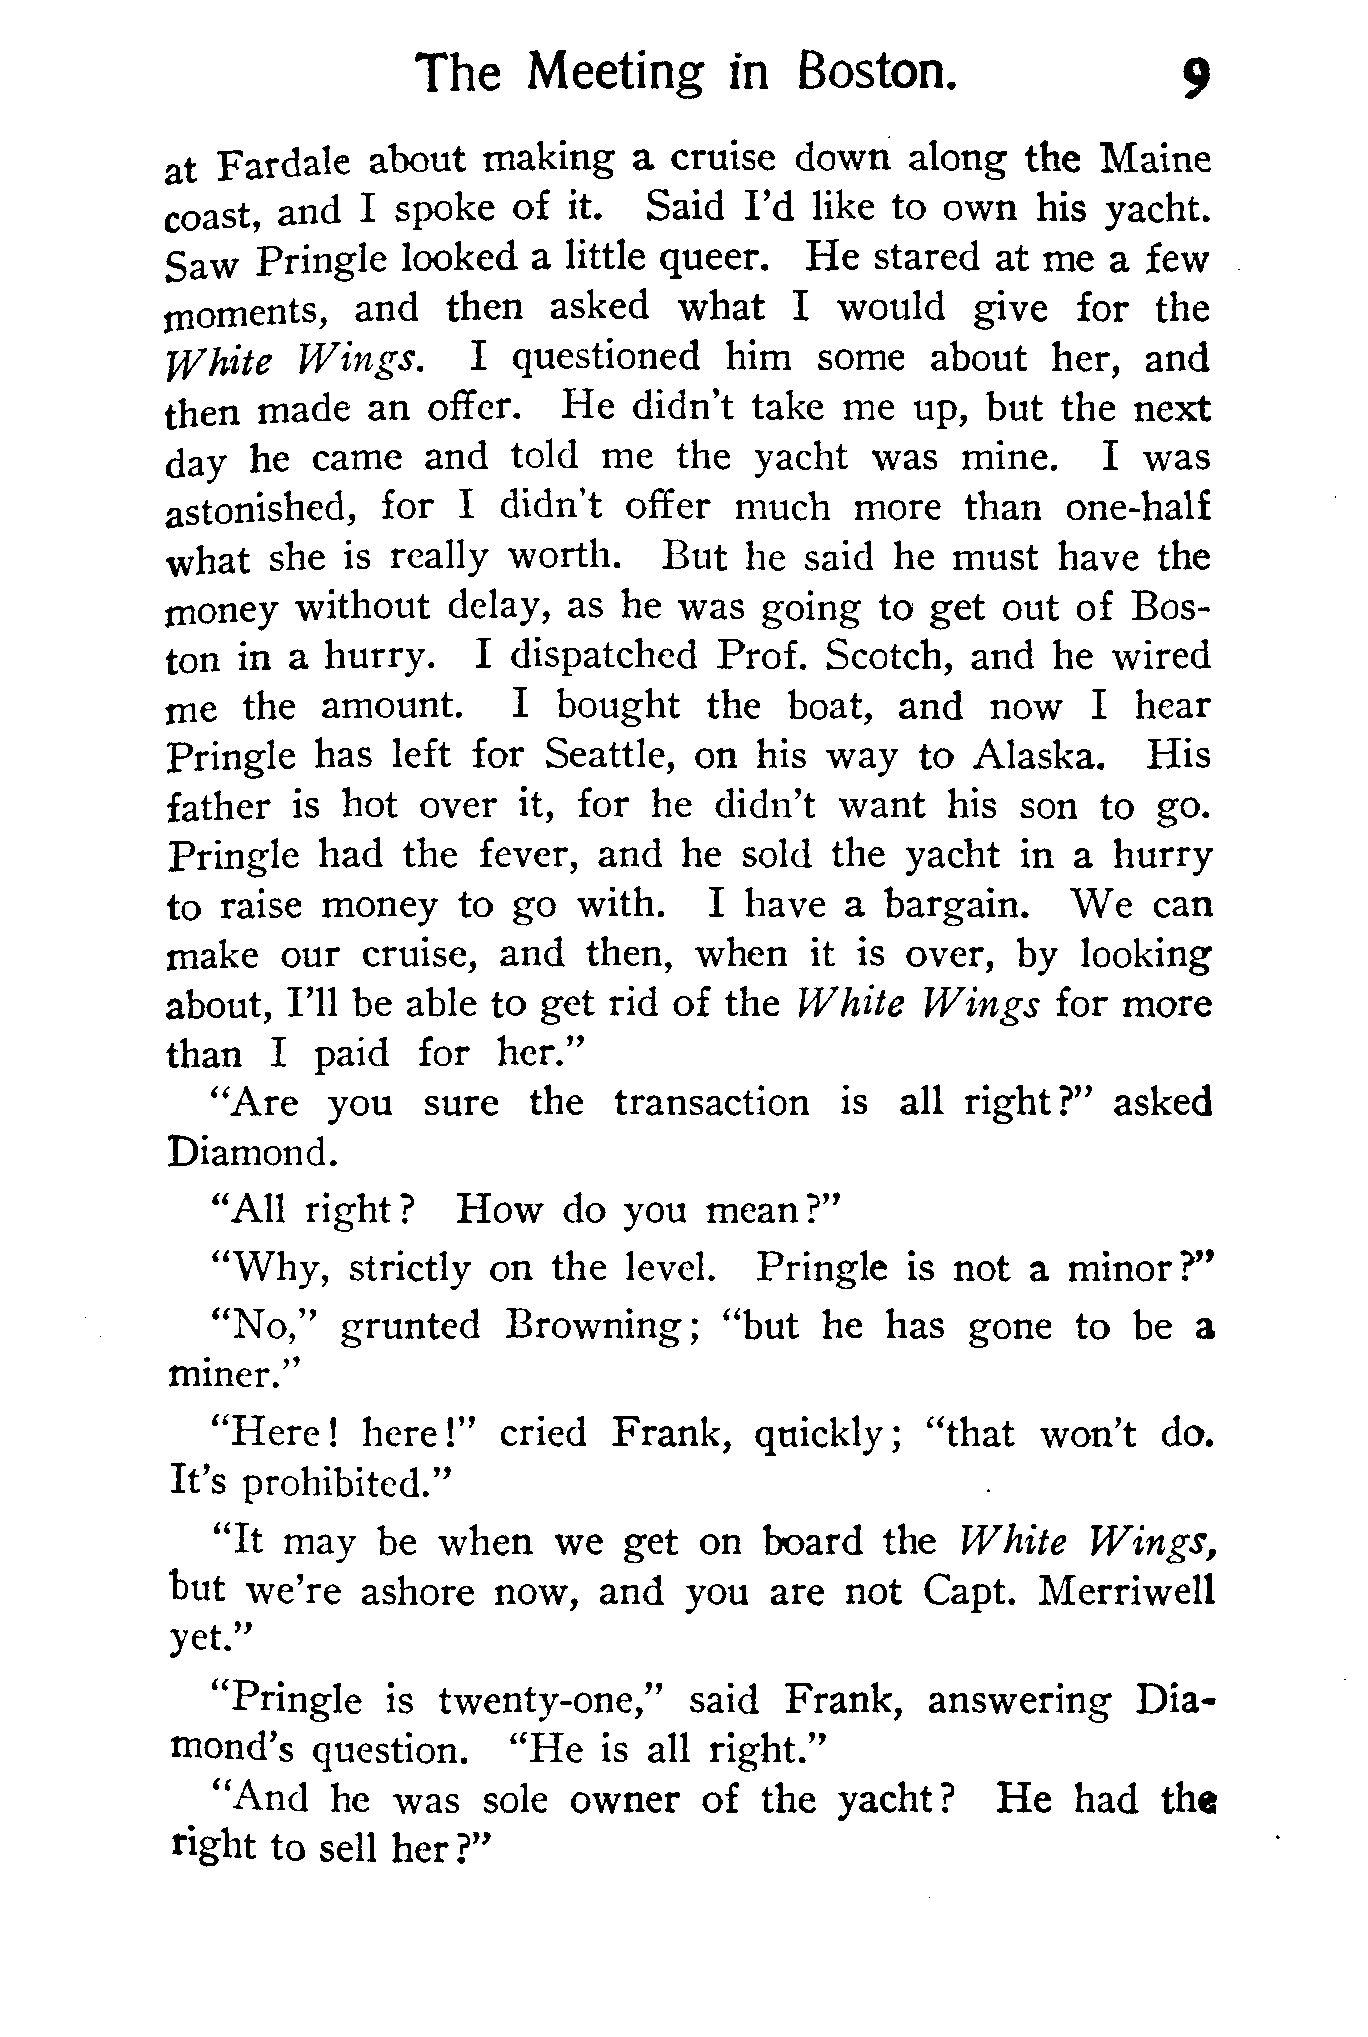 The Meeting in Boston. 9
at Fardale about making a cruise down along the Maine
coast, and I spoke of it. Said I'd like to own his yacht.
Saw Pringle looked a little queer. He stared at me a few
moments, and then asked what I would give for the
White Wings. I questioned him some about her, and
then made an offer. He didn't take me up, but the next
day he came and told me the yacht was mine. I was
astonished, for I didn't offer much more than one-half
what she is really worth. But he said he must have the
money without delay, as he was going to get out of Bos-
ton in a hurry. I dispatched Prof. Scotch, and he wired
me the amount. I bought the boat, and now I hear
Pringle has left for Seattle, on his way to Alaska. His
father is hot over it, for he didn't want his son to go.
Pringle had the fever, and he sold the yacht in a hurry
to raise money to go with. I have a bargain. We can
make our cruise, and then, when it is over, by looking
about, I'll be able to get rid of the White Wings for more
than I paid for her."
"Are you sure the transaction is all right?" asked
Diamond.
"All right? How do you mean?"
"Why, strictly on the level. Pringle is not a minor?"
"No," grunted Browning; "but he has gone to be a
miner."
"Here! here!" cried Frank, quickly; "that won't do.
It's prohibited."
"It may be when we get on board the White Wings,
but we're ashore now, and you are not Capt. Merriwell
yet."
"Pringle is twenty-one," said Frank, answering Dia-
mond's question. "He is all right."
"And he was sole owner of the yacht? He had the
right to sell her?"